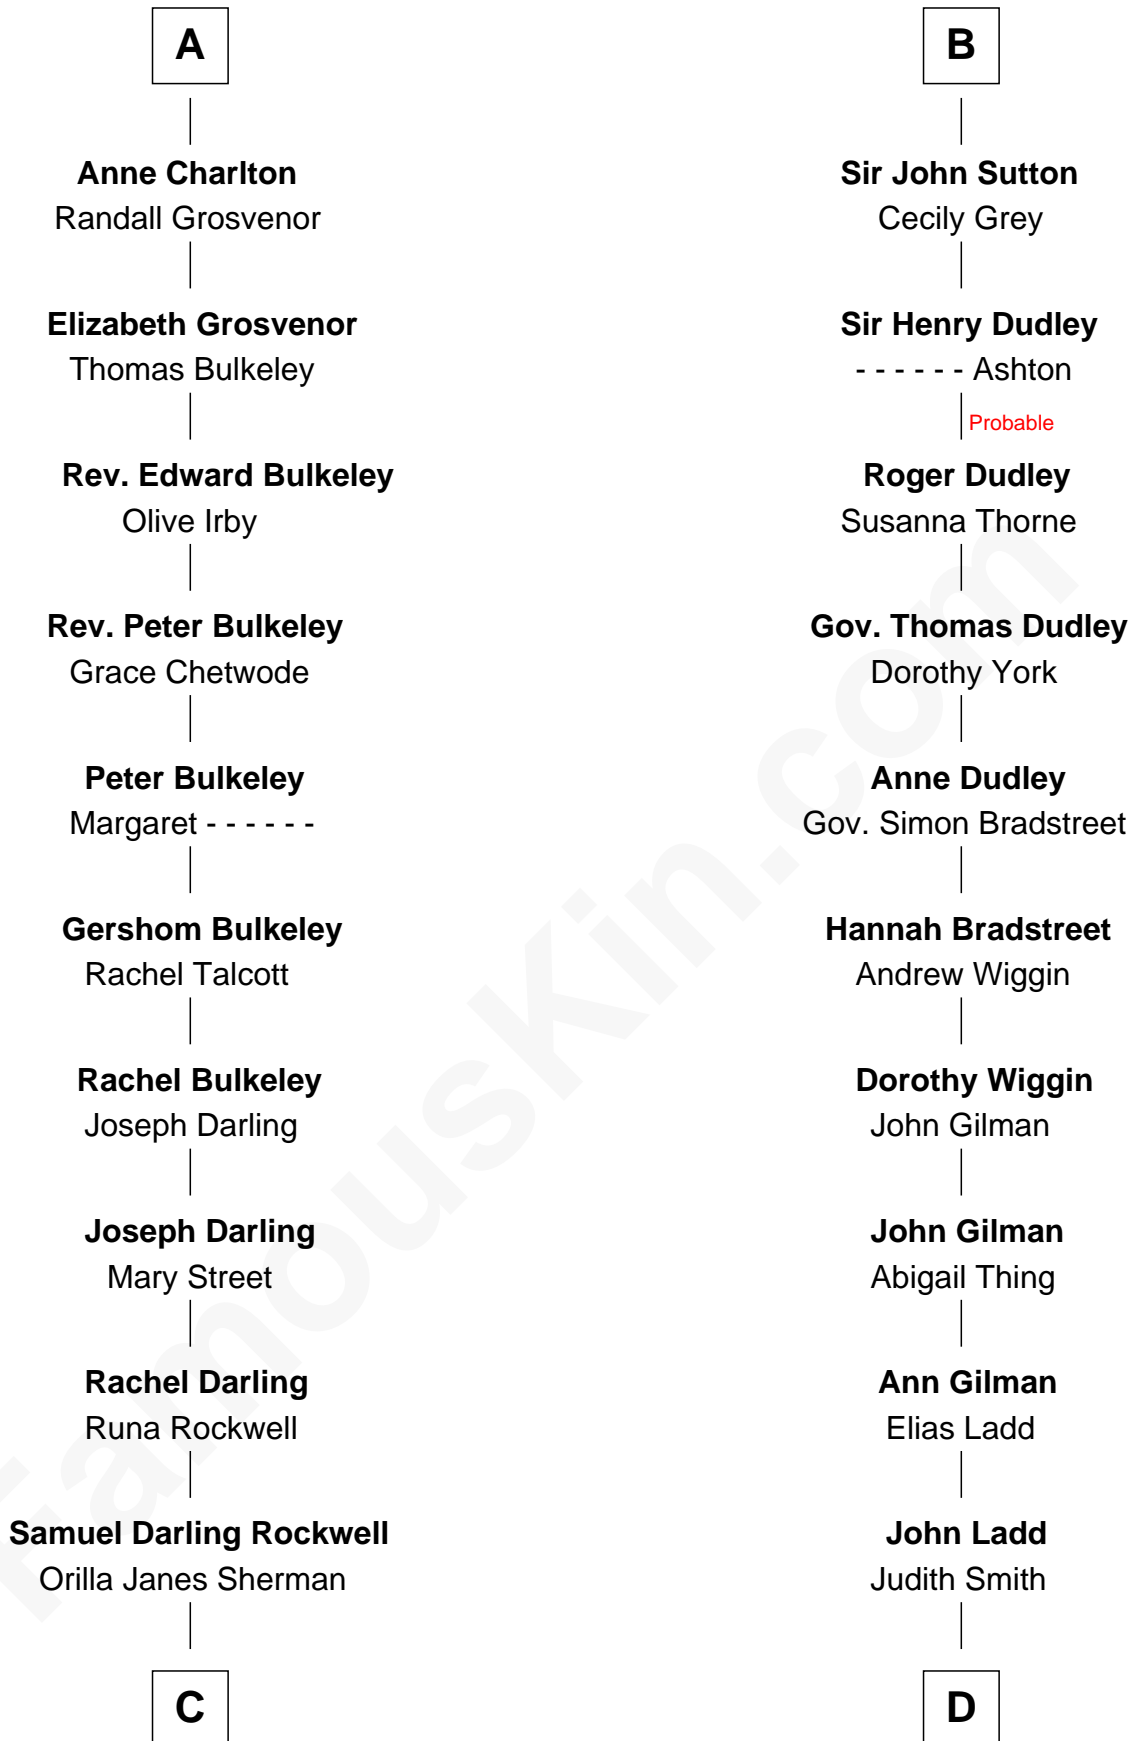 A
Anne Charlton
Randall Grosvenor
Elizabeth Grosvenor
Thomas Bulkeley
Rev. Edward Bulkeley
Olive Irby
Rev. Peter Bulkeley
Grace Chetwode
Peter Bulkeley
Margaret - - - - - -
Gershom Bulkeley
Rachel Talcott
Rachel Bulkeley
Joseph Darling
Joseph Darling
Mary Street
Rachel Darling
Runa Rockwell
Samuel Darling Rockwell
Orilla Janes Sherman
C
B
Sir John Sutton
Cecily Grey
Sir Henry Dudley
- - - - - - Ashton
Probable
Roger Dudley
Susanna Thorne
Gov. Thomas Dudley
Dorothy York
Anne Dudley
Gov. Simon Bradstreet
Hannah Bradstreet
Andrew Wiggin
Dorothy Wiggin
John Gilman
John Gilman
Abigail Thing
Ann Gilman
Elias Ladd
John Ladd
Judith Smith
D
FamousKin.com